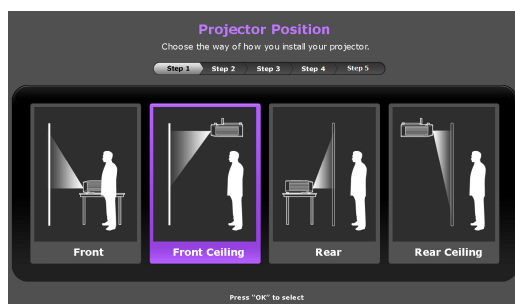 Projector Position
Choose the way of how you install your projector.
Step 1 Step 2 Step 3 Step 4 Step 5
Front Front Ceiling Rear Rear Ceiling
Press "OK" to select